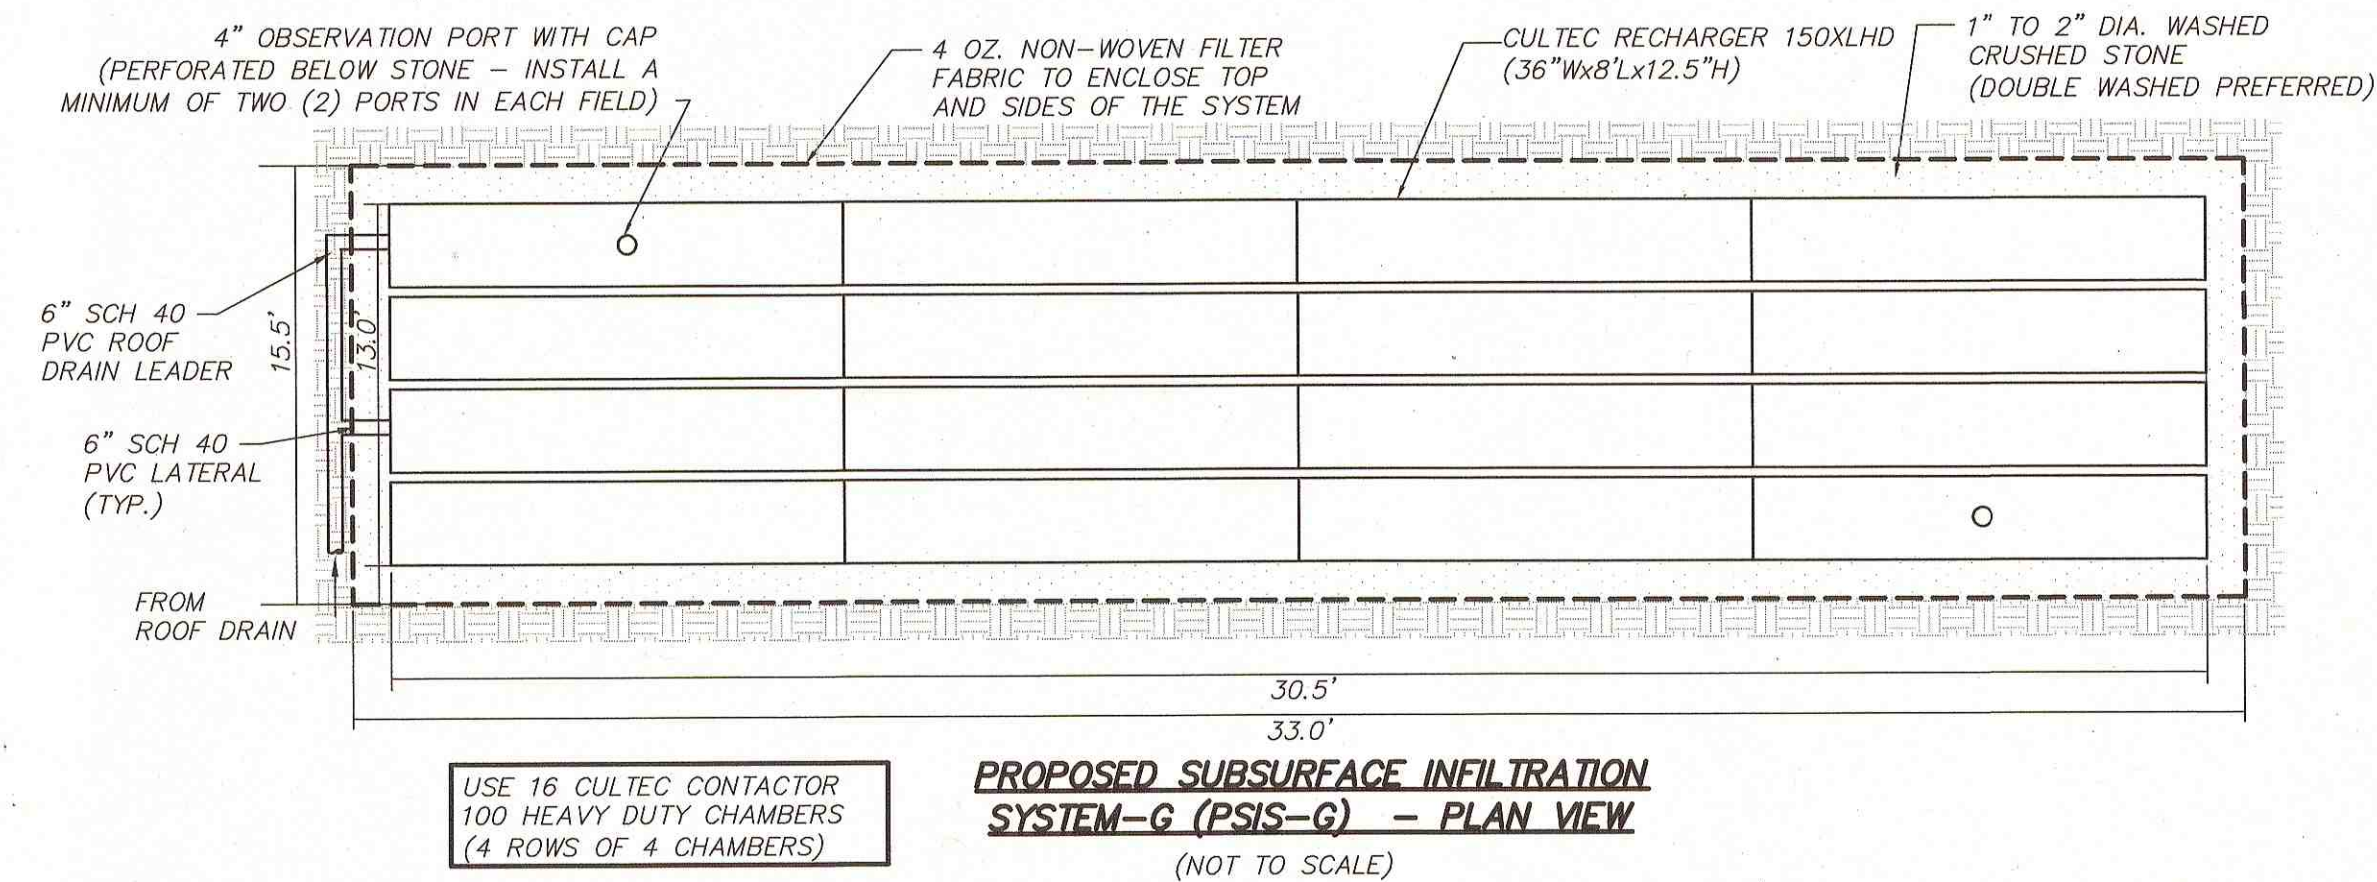 4" OBSERVATION PORT WITH CAP
(PERFORATED BELOW STONE – INSTALL A
MINIMUM OF TWO (2) PORTS IN EACH FIELD)
4 OZ. NON–WOVEN FILTER
FABRIC TO ENCLOSE TOP
AND SIDES OF THE SYSTEM
CULTEC RECHARGER 150XLHD
(36"Wx8'Lx12.5"H)
1" TO 2" DIA. WASHED
CRUSHED STONE
(DOUBLE WASHED PREFERRED)
6" SCH 40
PVC ROOF
DRAIN LEADER
15.5'
13.0'
6" SCH 40
PVC LATERAL
(TYP.)
FROM
ROOF DRAIN
30.5'
33.0'
USE 16 CULTEC CONTACTOR
100 HEAVY DUTY CHAMBERS
(4 ROWS OF 4 CHAMBERS)
PROPOSED SUBSURFACE INFILTRATION
SYSTEM–G (PSIS–G) – PLAN VIEW
(NOT TO SCALE)